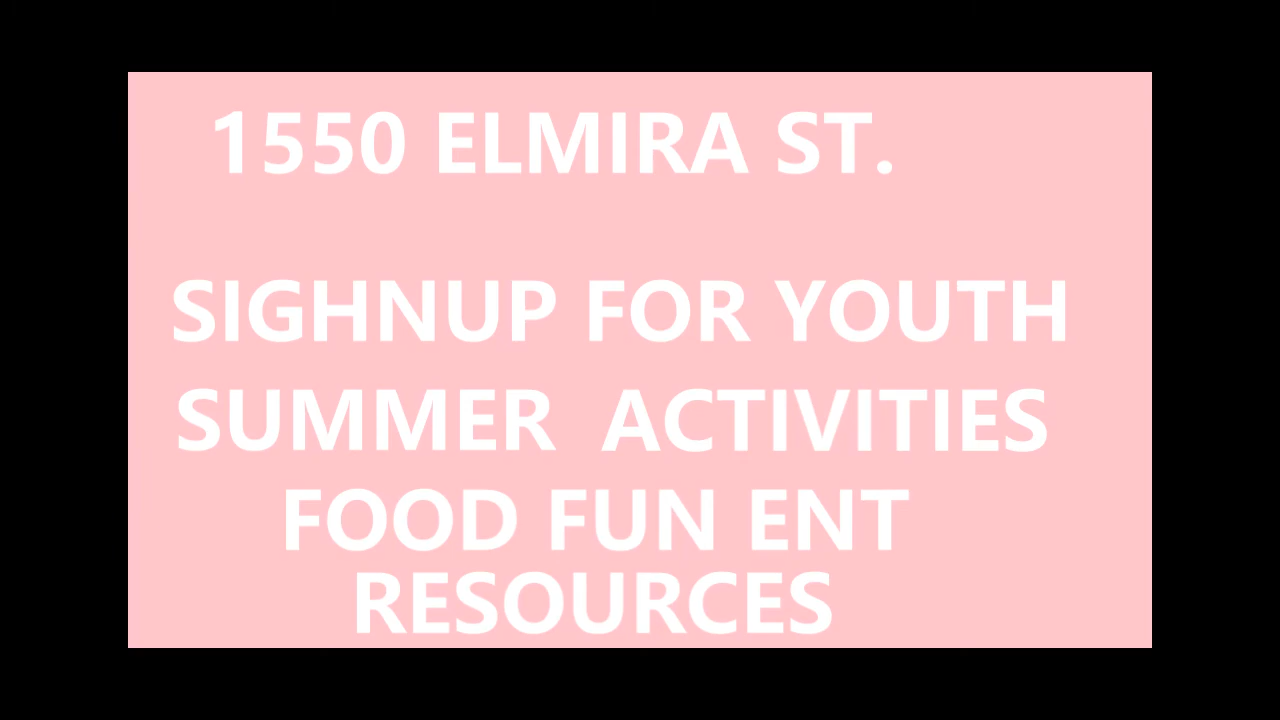 1550 ELMIRA ST.
SIGHNUP FOR YOUTH
SUMMER ACTIVITIES
FOOD FUN ENT
RESOURCES